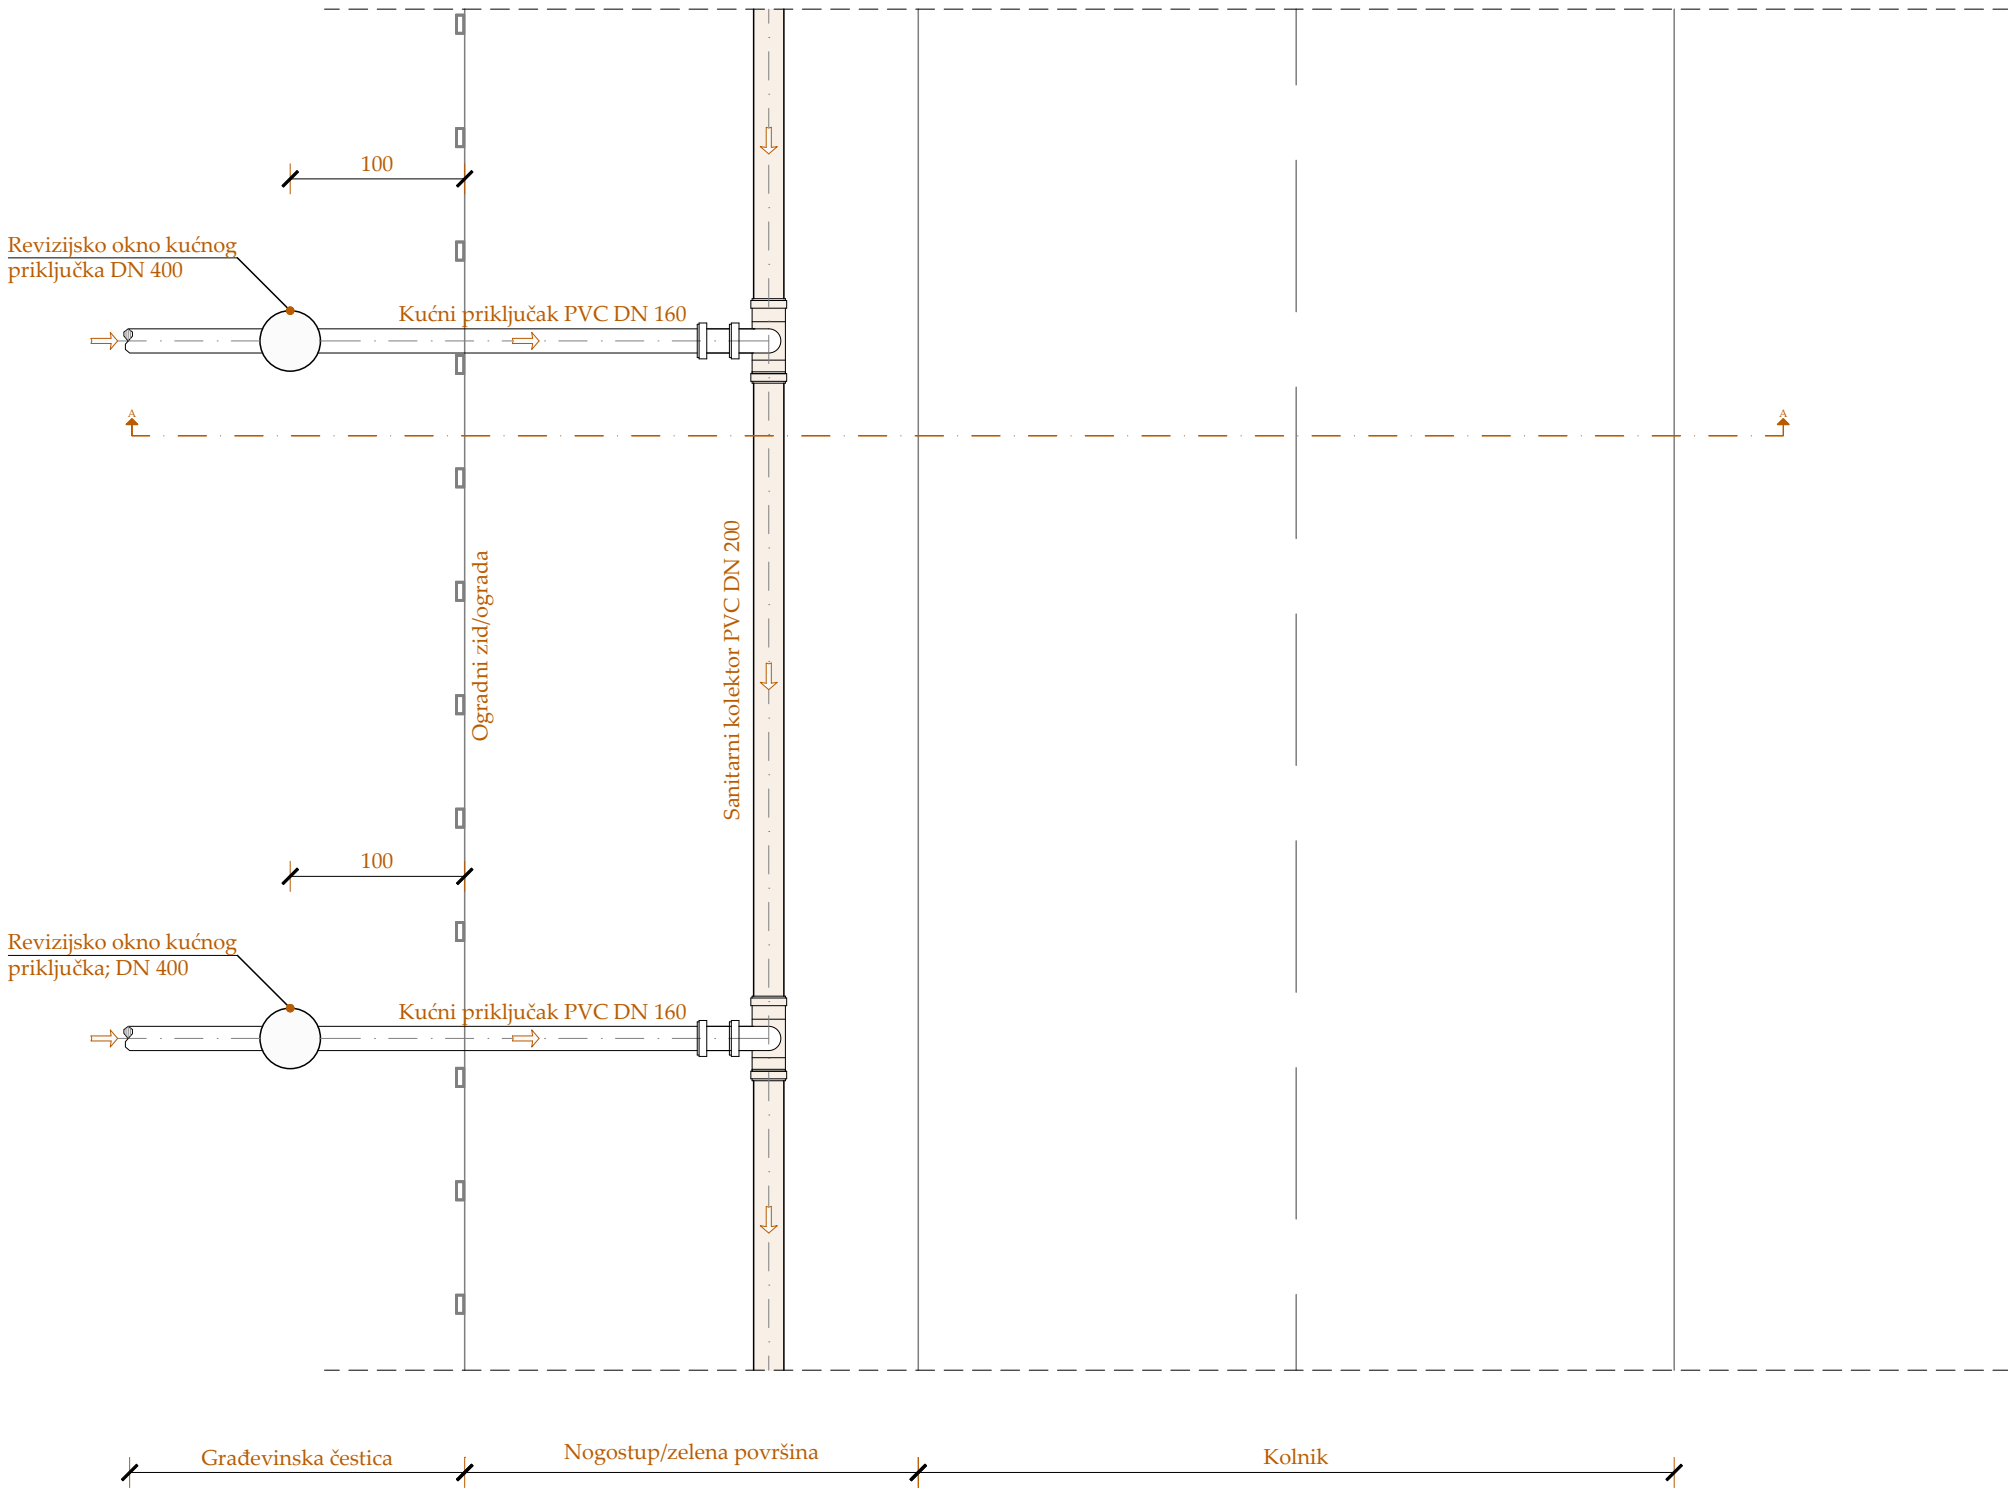 100
Revizijsko okno kućnog
priključka DN 400
Kućni priključak PVC DN 160
A
A
Sanitarni kolektor PVC DN 200
Ogradni zid/ograda
100
Revizijsko okno kućnog
priključka; DN 400
Kućni priključak PVC DN 160
Građevinska čestica
Nogostup/zelena površina
Kolnik